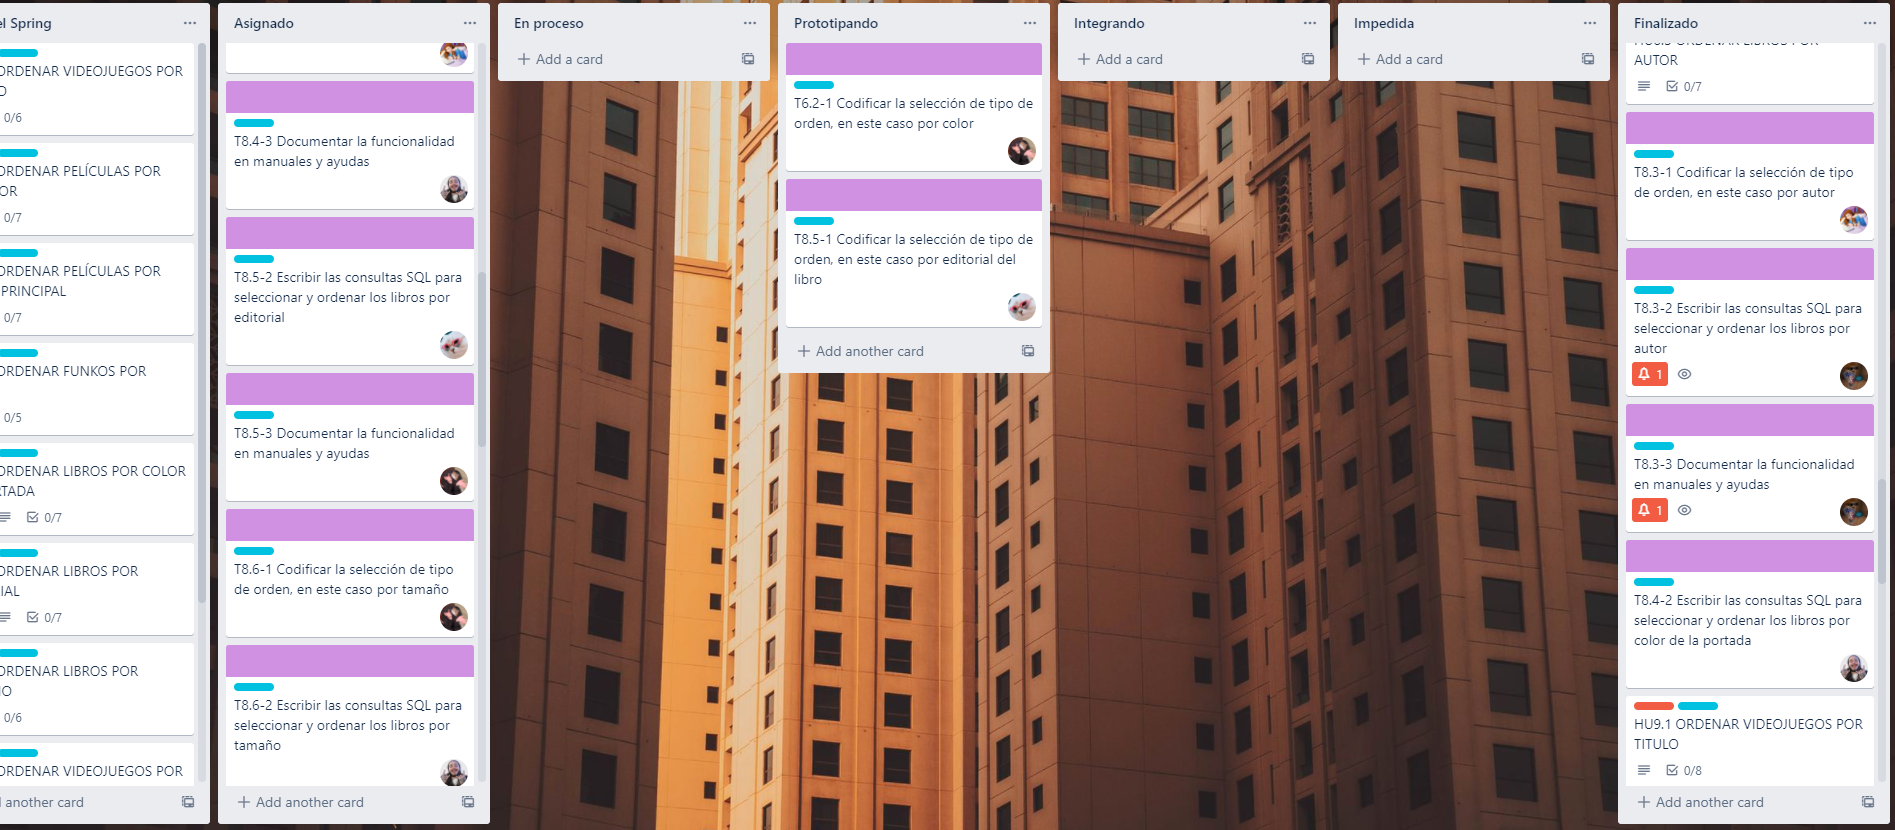 el Spring
ORDENAR VIDEOJUEGOS POR
O
0/6
ORDENAR PELÍCULAS POR
OR
0/7
ORDENAR PELÍCULAS POR
PRINCIPAL
0/7
ORDENAR FUNKOS POR
0/5
ORDENAR LIBROS POR COLOR
RTADA
0/7
ORDENAR LIBROS POR
IAL
0/7
ORDENAR LIBROS POR
ÑO
0/6
ORDENAR VIDEOJUEGOS POR
another card
Asignado
T8.4-3 Documentar la funcionalidad
en manuales y ayudas
T8.5-2 Escribir las consultas SQL para
seleccionar y ordenar los libros por
editorial
T8.5-3 Documentar la funcionalidad
en manuales y ayudas
T8.6-1 Codificar la selección de tipo
de orden, en este caso por tamaño
T8.6-2 Escribir las consultas SQL para
seleccionar y ordenar los libros por
tamaño
Add another card
En proceso
Add a card
Prototipando
T6.2-1 Codificar la selección de tipo de
orden, en este caso por color
T8.5-1 Codificar la selección de tipo de
orden, en este caso por editorial del
libro
Add another card
Integrando
Add a card
Impedida
Add a card
Finalizado
HU8.3 ORDENAR LIBROS POR
AUTOR
0/7
T8.3-1 Codificar la selección de tipo
de orden, en este caso por autor
T8.3-2 Escribir las consultas SQL para
seleccionar y ordenar los libros por
autor
1
T8.3-3 Documentar la funcionalidad
en manuales y ayudas
1
T8.4-2 Escribir las consultas SQL para
seleccionar y ordenar los libros por
color de la portada
HU9.1 ORDENAR VIDEOJUEGOS POR
TITULO
0/8
Add another card